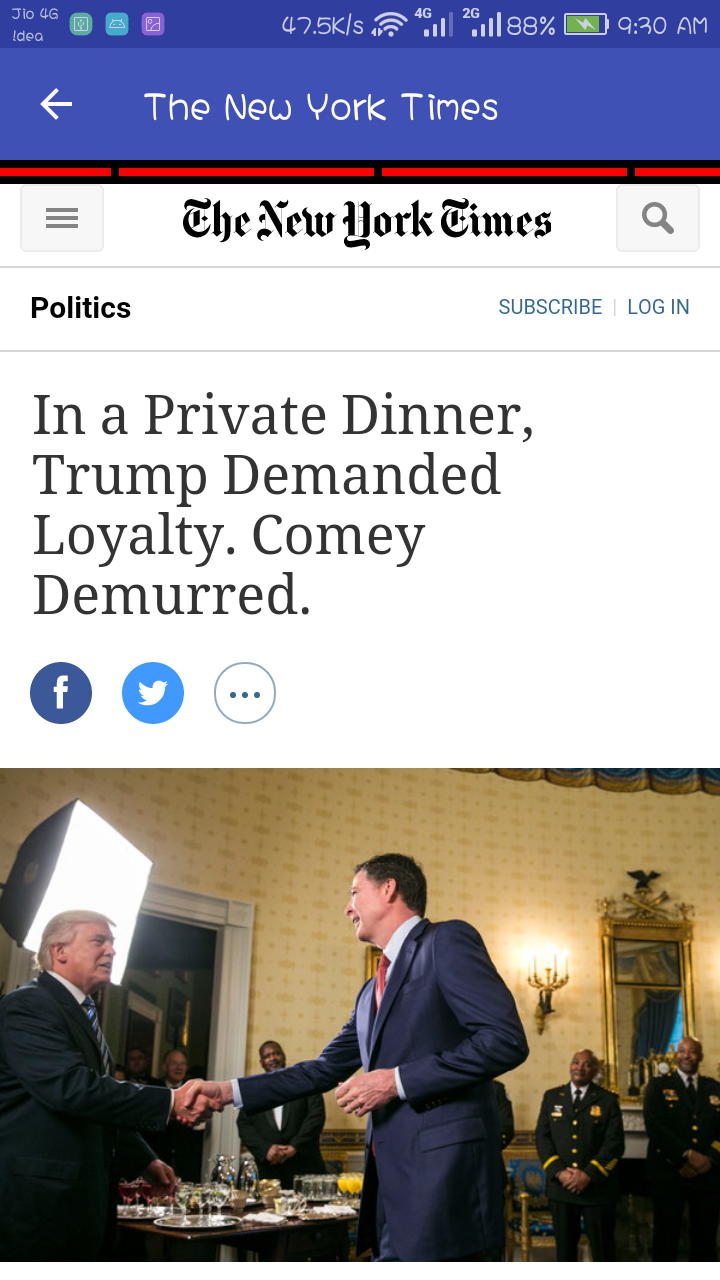 Jio 4G
Idea
47.5K/s 4G 2G 88% 9:30 AM
The New York Times
The New York Times
Politics SUBSCRIBE | LOG IN
In a Private Dinner,
Trump Demanded
Loyalty. Comey
Demurred.